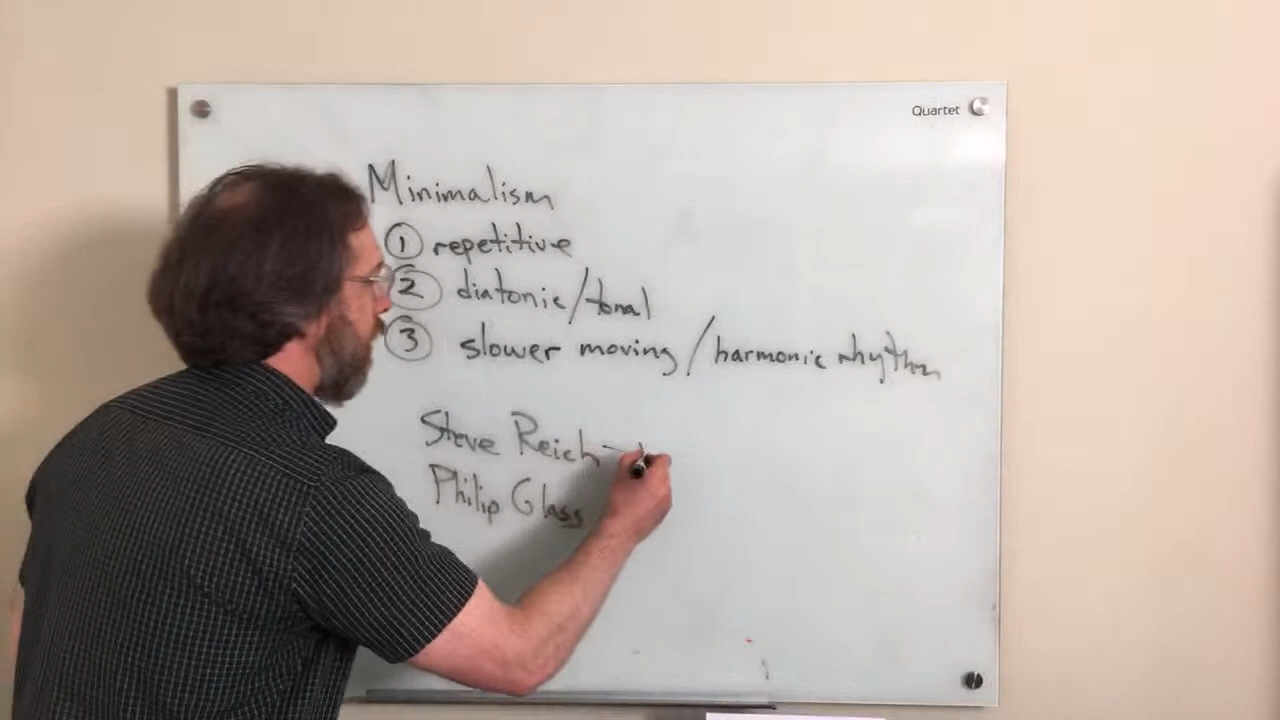 Quartet
Minimalism
1 repetitive
2 diatonic/tonal
3 slower moving / harmonic rhythm
Steve Reich
Philip Glass